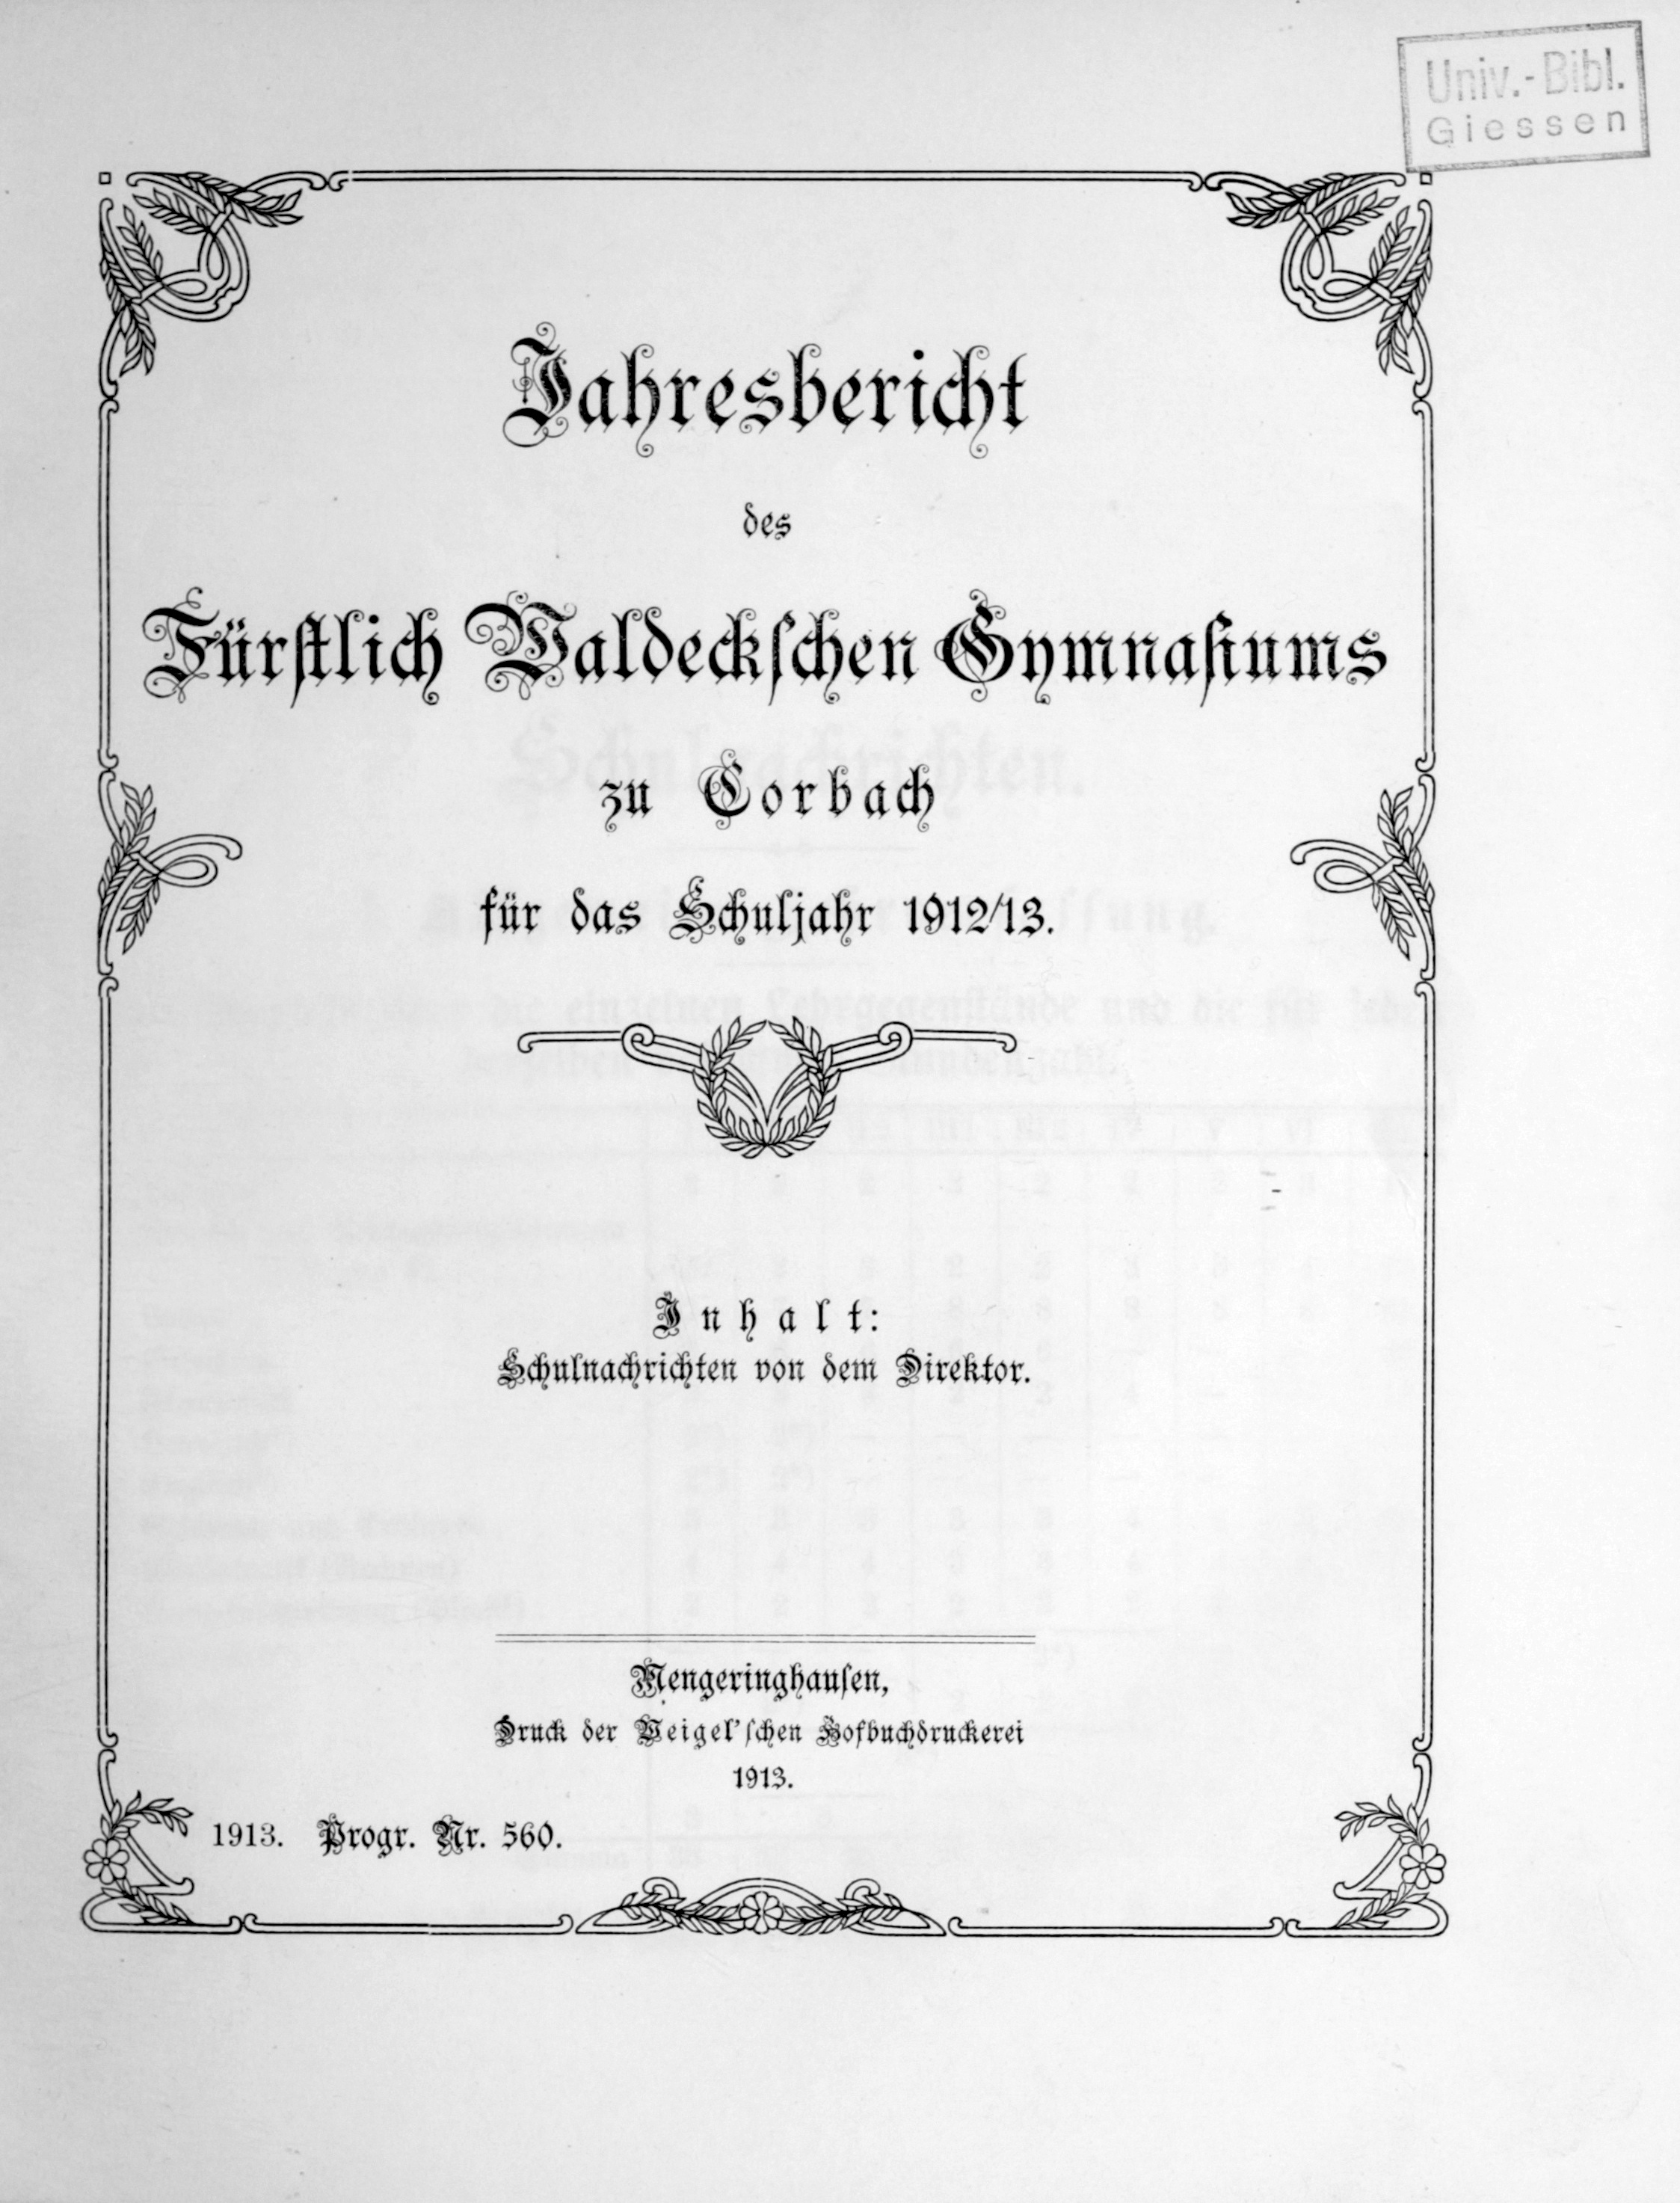 Univ.-Bibl.
Giessen
Jahresbericht
des
Fürstlich Waldeckschen Gymnasiums
zu Corbach
für das Schuljahr 1912/13.
Inhalt:
Schulnachrichten von dem Direktor.
Mengeringhausen,
Druck der Weigel'schen Hofbuchdruckerei
1913.
1913. Progr. Nr. 560.